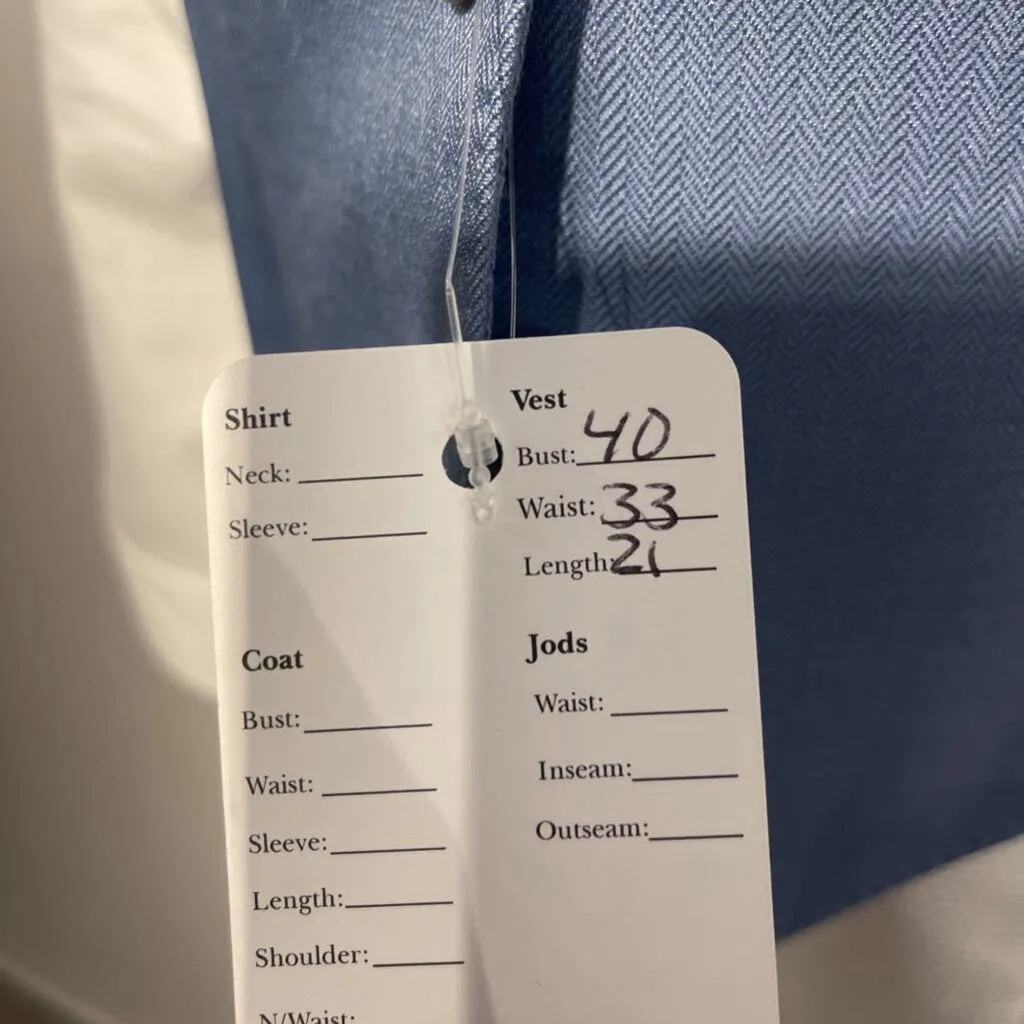 Shirt
Neck:
Sleeve:
Vest
Bust: 40
Waist: 33
Length: 21
Coat
Bust:
Waist:
Sleeve:
Length:
Shoulder:
N/Waist:
Jods
Waist:
Inseam:
Outseam: